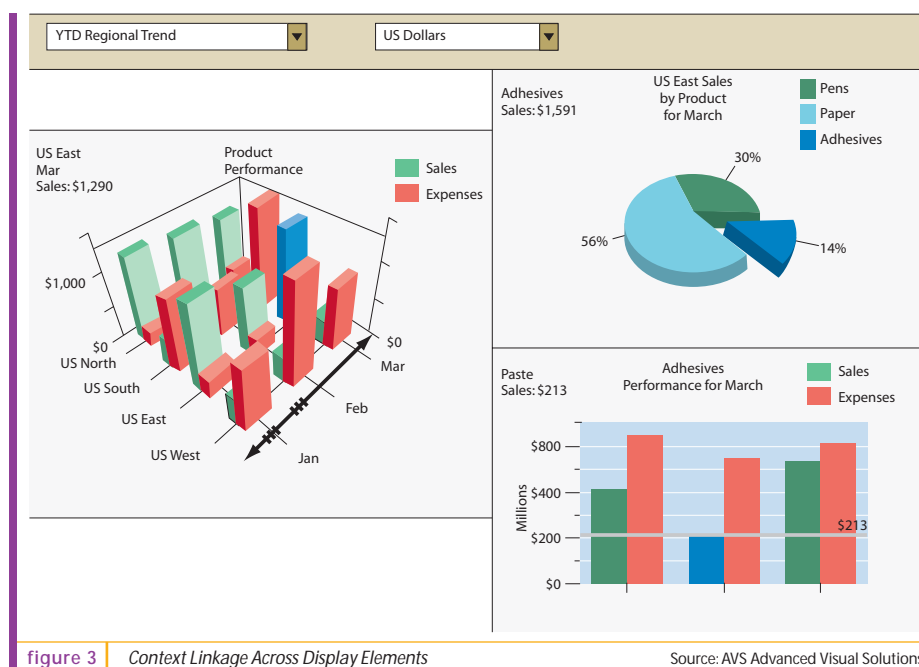 YTD Regional Trend
US Dollars
US East
Mar
Sales: $1,290
Product
Performance
Sales
Expenses
$1,000
$0
US North
US South
US East
US West
$0
Mar
Feb
Jan
Adhesives
Sales: $1,591
US East Sales
by Product
for March
Pens
Paper
Adhesives
30%
56%
14%
Paste
Sales: $213
Adhesives
Performance for March
Sales
Expenses
Millions
$800
$400
$200
$0
$213
figure 3
Context Linkage Across Display Elements
Source: AVS Advanced Visual Solutions